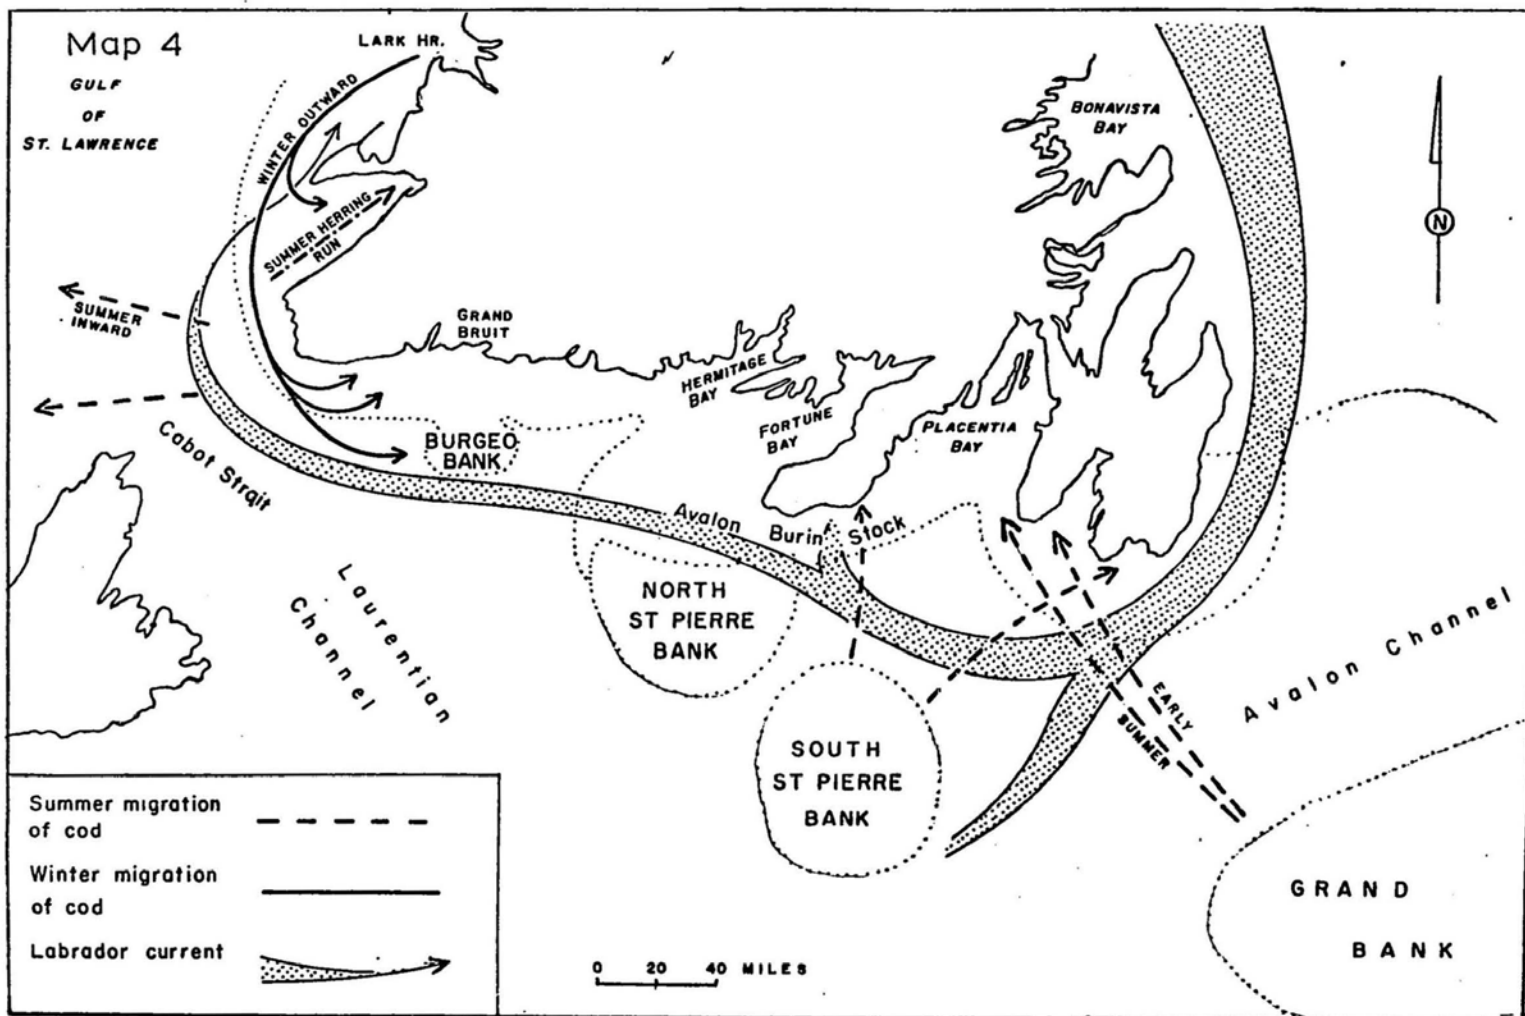 Map 4
GULF
OF
ST. LAWRENCE
LARK HR.
WINTER OUTWARD
SUMMER HERRING
RUN
SUMMER
INWARD
GRAND
BRUIT
HERMITAGE
BAY
FORTUNE
BAY
PLACENTIA
BAY
BONAVISTA
BAY
N
Cabot Strait
BURGEO
BANK
Avalon Burin Stock
Laurentian
Channel
NORTH
ST PIERRE
BANK
SOUTH
ST PIERRE
BANK
EARLY
SUMMER
Avalon Channel
GRAND
BANK
Summer migration
of cod
Winter migration
of cod
Labrador current
0 20 40 MILES